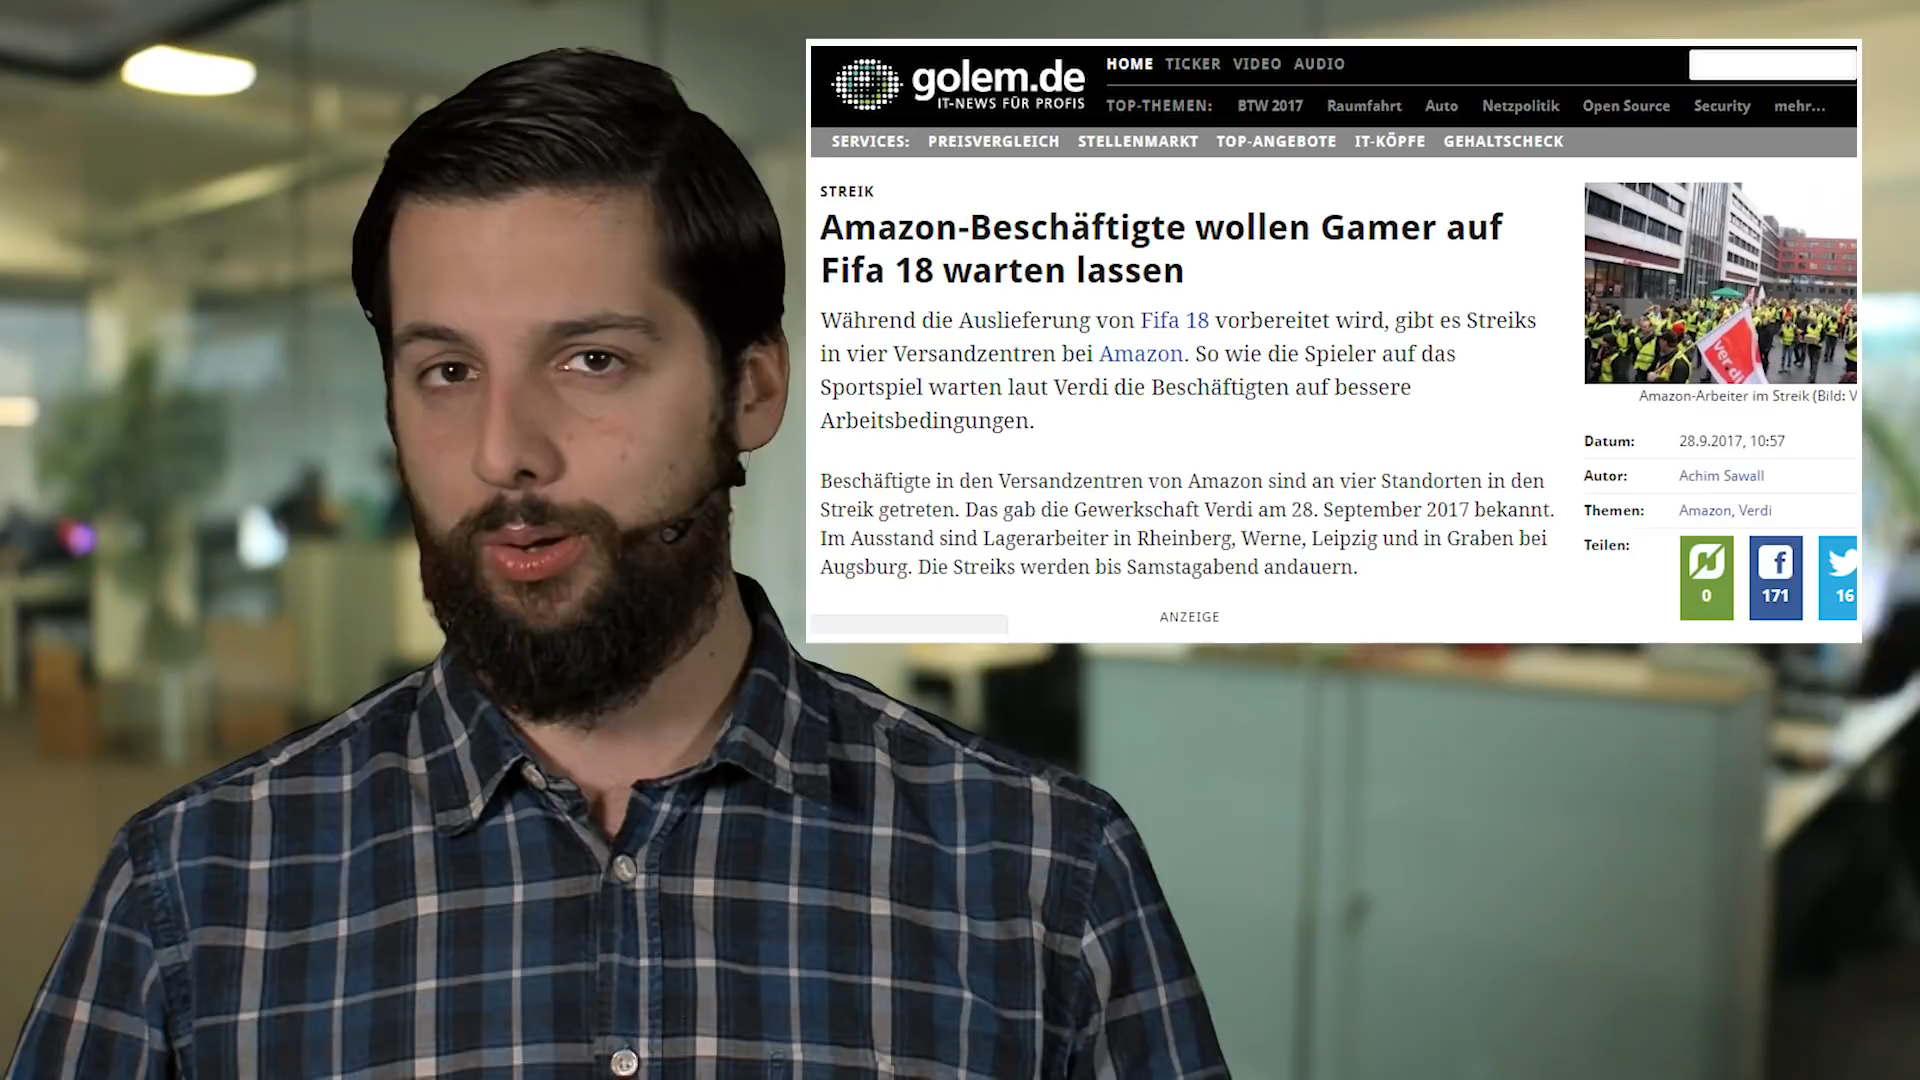 golem.de
IT-NEWS FÜR PROFIS
HOME TICKER VIDEO AUDIO
TOP-THEMEN: BTW 2017 Raumfahrt Auto Netzpolitik Open Source Security mehr...
SERVICES: PREISVERGLEICH STELLENMARKT TOP-ANGEBOTE IT-KÖPFE GEHALTSCHECK
STREIK
Amazon-Beschäftigte wollen Gamer auf
Fifa 18 warten lassen
Während die Auslieferung von Fifa 18 vorbereitet wird, gibt es Streiks
in vier Versandzentren bei Amazon. So wie die Spieler auf das
Sportspiel warten laut Verdi die Beschäftigten auf bessere
Arbeitsbedingungen.
Beschäftigte in den Versandzentren von Amazon sind an vier Standorten in den
Streik getreten. Das gab die Gewerkschaft Verdi am 28. September 2017 bekannt.
Im Ausstand sind Lagerarbeiter in Rheinberg, Werne, Leipzig und in Graben bei
Augsburg. Die Streiks werden bis Samstagabend andauern.
ANZEIGE
ver.di
Amazon-Arbeiter im Streik (Bild: V
Datum: 28.9.2017, 10:57
Autor: Achim Sawall
Themen: Amazon, Verdi
Teilen:
0 171 16